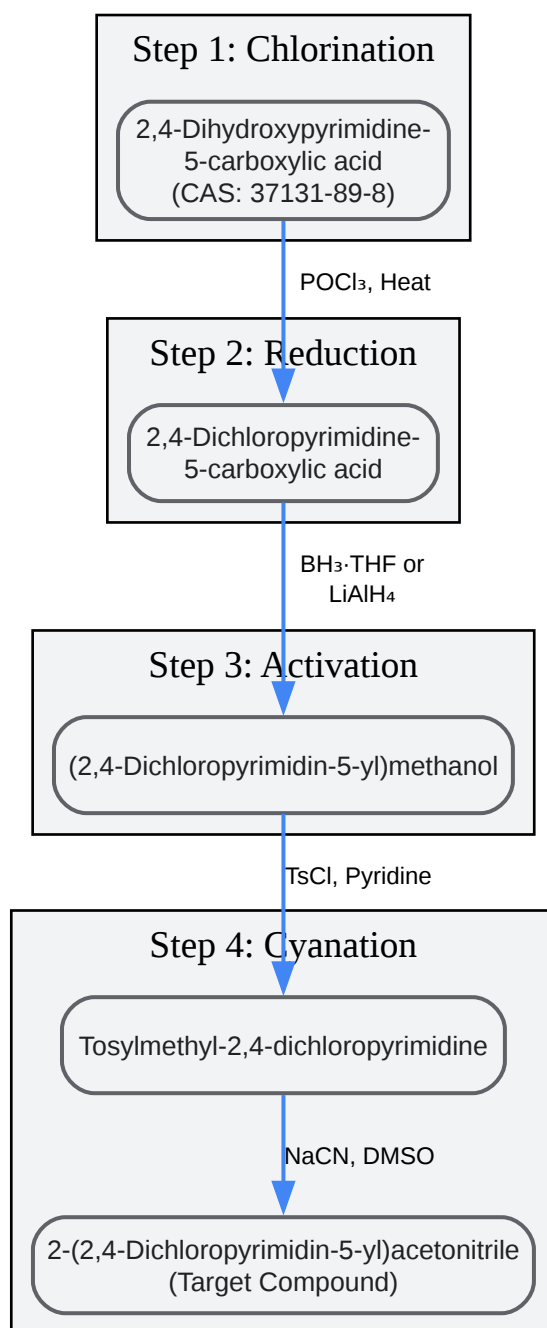 Step 1: Chlorination
2,4-Dihydroxypyrimidine-
5-carboxylic acid
(CAS: 37131-89-8)
POCl₃, Heat
Step 2: Reduction
2,4-Dichloropyrimidine-
5-carboxylic acid
BH₃·THF or
LiAlH₄
Step 3: Activation
(2,4-Dichloropyrimidin-5-yl)methanol
TsCl, Pyridine
Step 4: Cyanation
Tosylmethyl-2,4-dichloropyrimidine
NaCN, DMSO
2-(2,4-Dichloropyrimidin-5-yl)acetonitrile
(Target Compound)